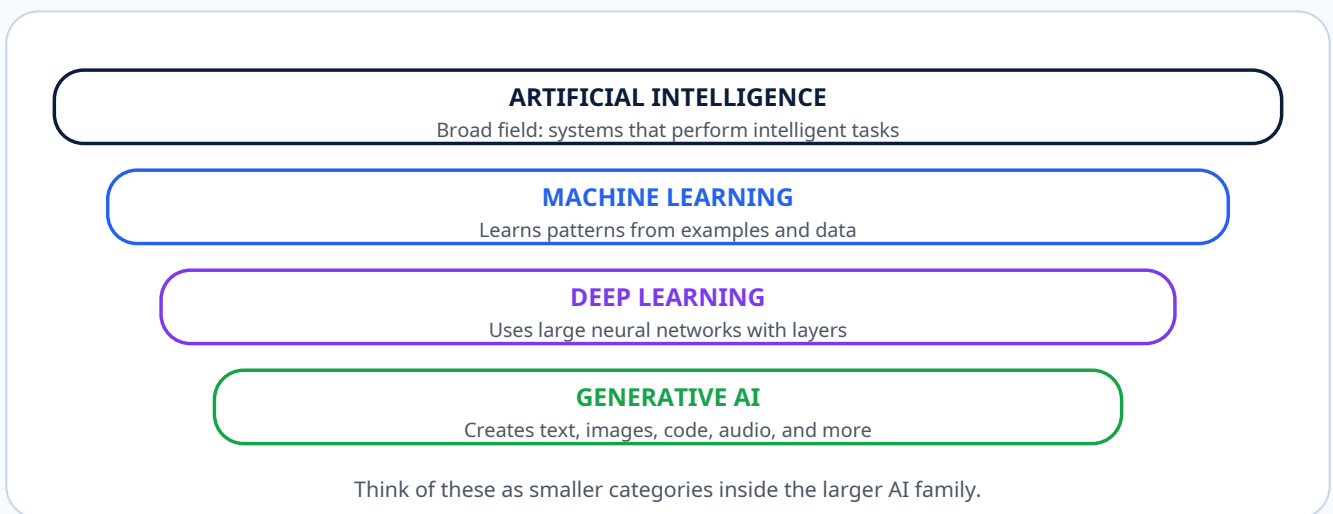 ARTIFICIAL INTELLIGENCE
Broad field: systems that perform intelligent tasks
MACHINE LEARNING
Learns patterns from examples and data
DEEP LEARNING
Uses large neural networks with layers
GENERATIVE AI
Creates text, images, code, audio, and more
Think of these as smaller categories inside the larger AI family.